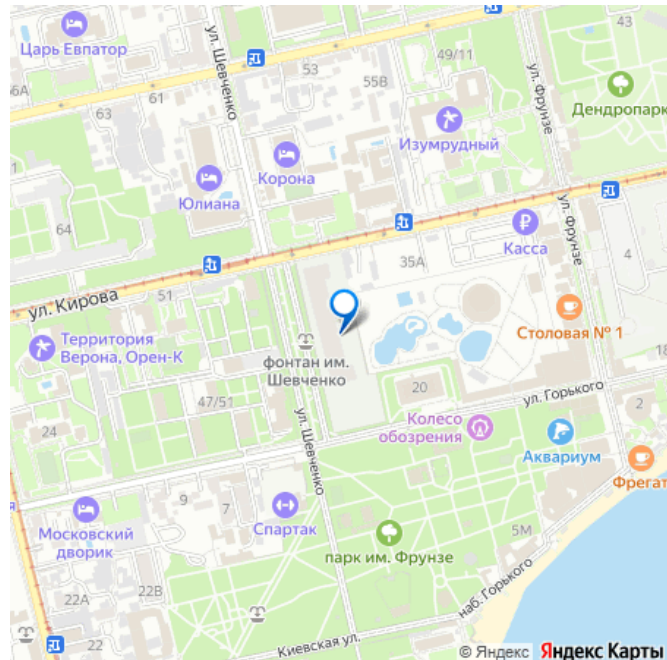 Царь Евпатор
ул. Шевченко
53
55В
49/11
43
ул. Фрунзе
Дендропарк
61
63
Изумрудный
Корона
Юлиана
64
Касса
ул. Фрунзе
35А
4
ул. Кирова
51
Столовая № 1
Территория
Верона, Орен-К
фонтан им.
Шевченко
20
ул. Горького
18
47/51
24
ул. Шевченко
Колесо
обозрения
2
Аквариум
Фрегат
9
7
Московский
дворик
Спартак
5М
парк им. Фрунзе
22А
22В
наб. Горького
Киевская ул.
© Яндекс Яндекс Карты